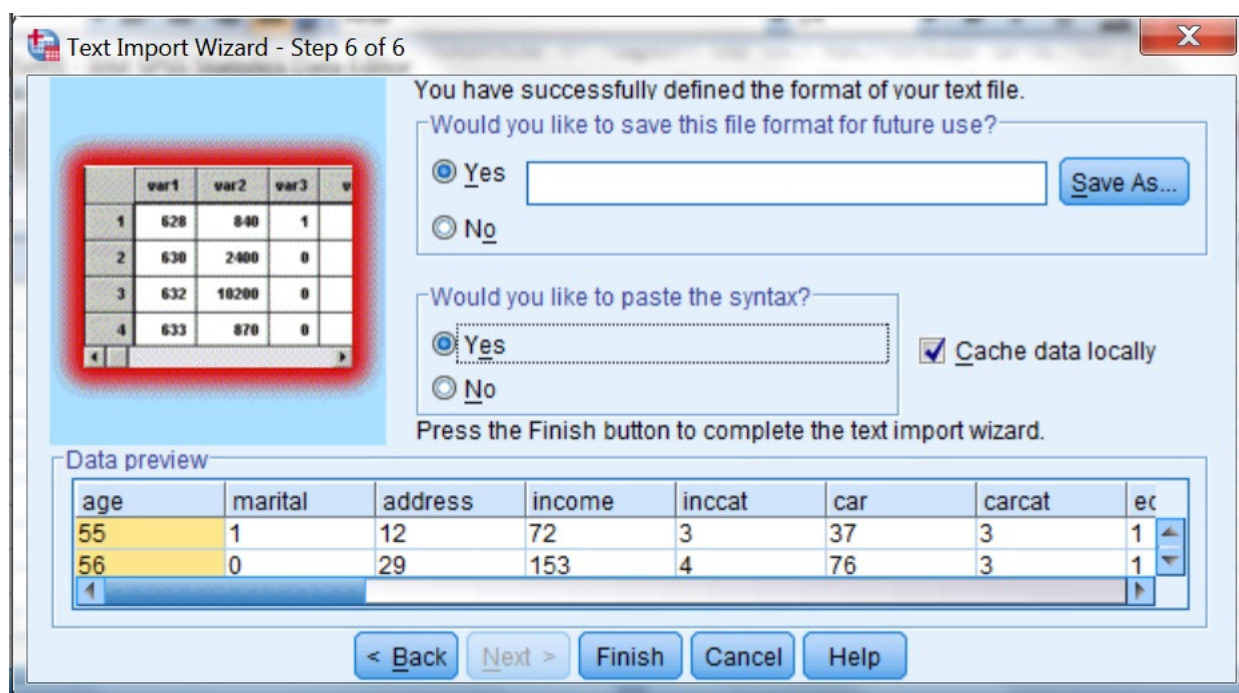 Text Import Wizard - Step 6 of 6
You have successfully defined the format of your text file.
Would you like to save this file format for future use?
Yes
Save As...
No
var1 var2 var3
1 628 840 1
2 630 2400 0
3 632 10200 0
4 633 870 0
Would you like to paste the syntax?
Yes
Cache data locally
No
Press the Finish button to complete the text import wizard.
Data preview
age marital address income inccat car carcat
55 1 12 72 3 37 3 1
56 0 29 153 4 76 3 1
< Back Next > Finish Cancel Help